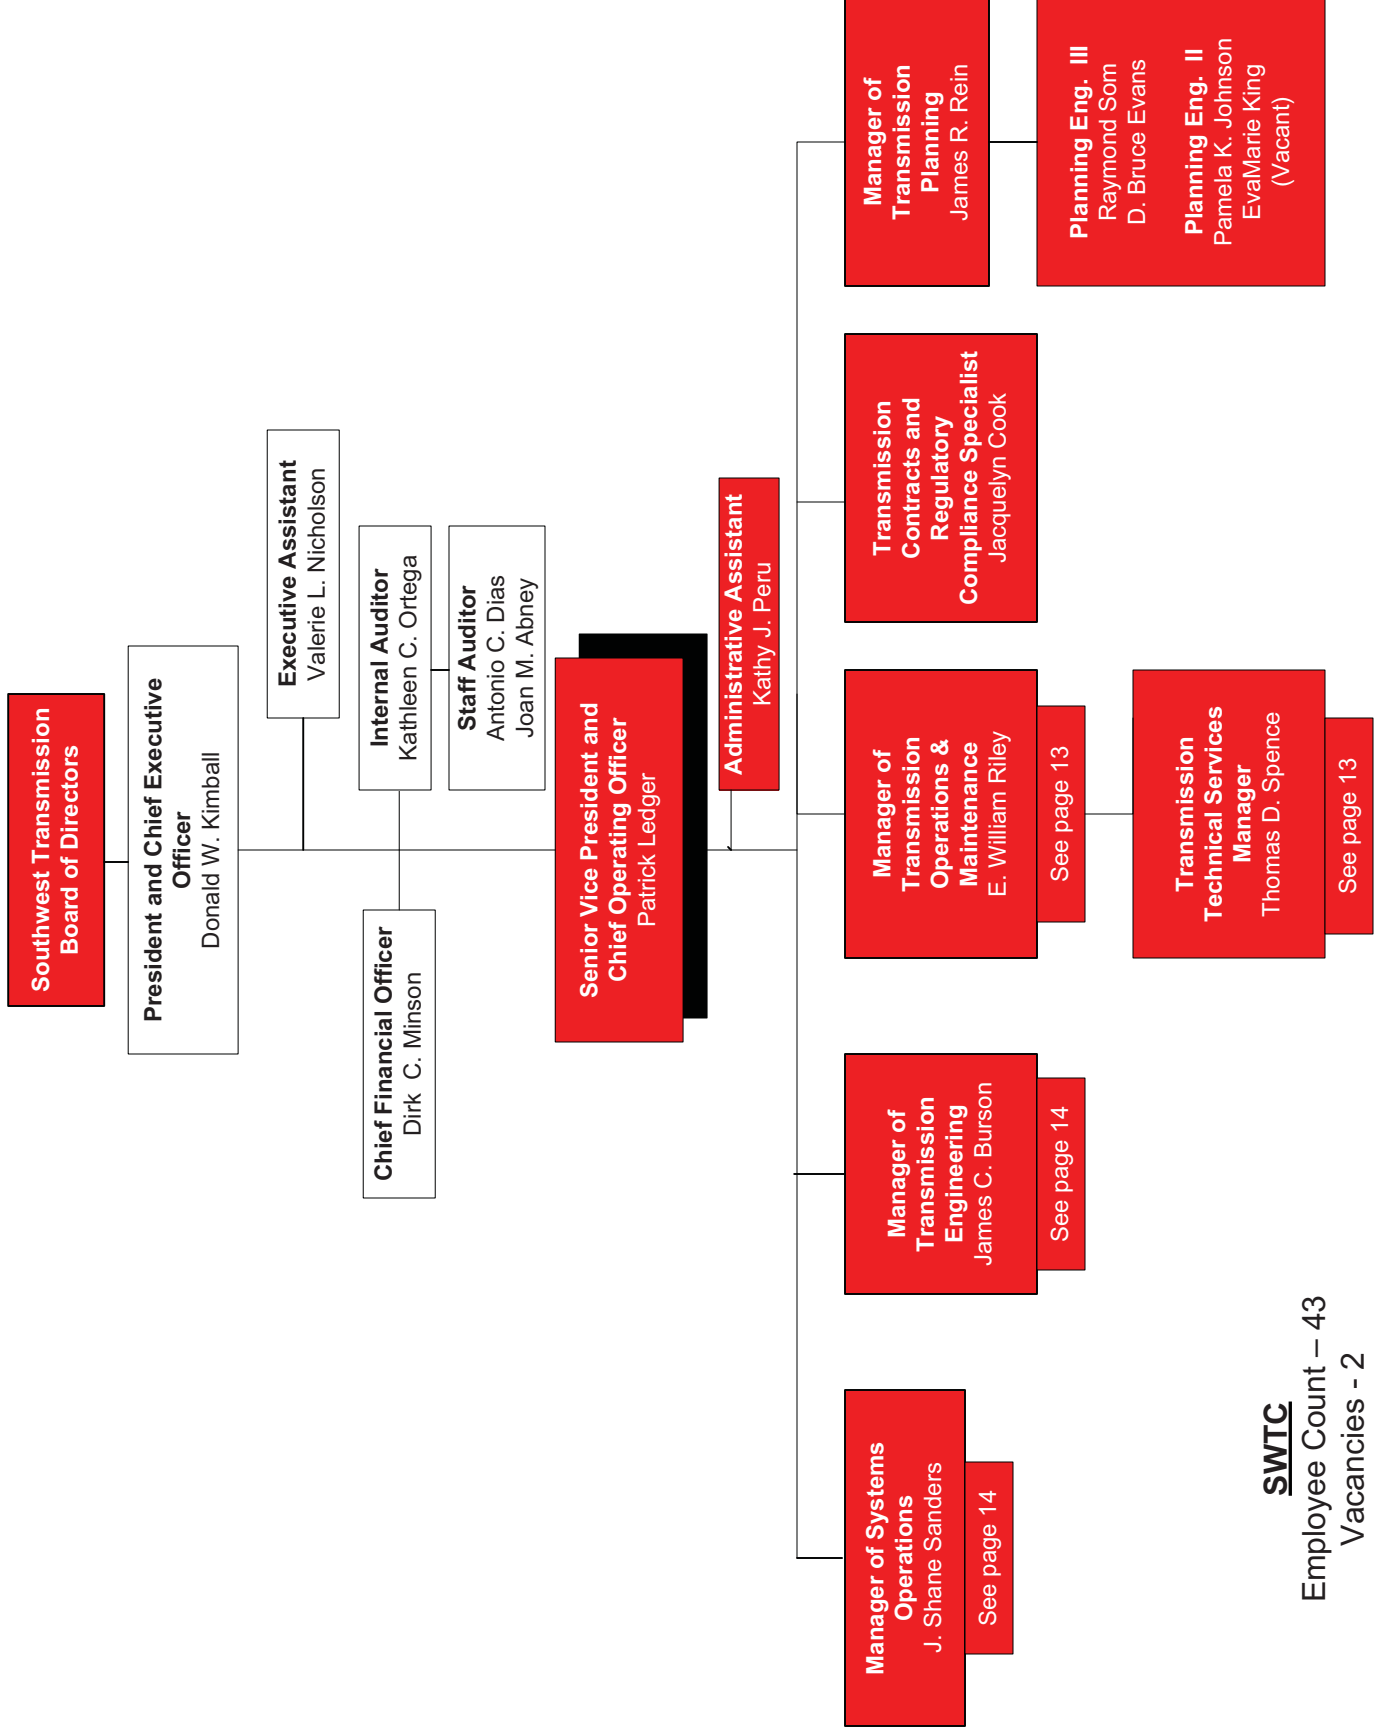 Southwest Transmission
Board of Directors
President and Chief Executive
Officer
Donald W. Kimball
Executive Assistant
Valerie L. Nicholson
Chief Financial Officer
Dirk C. Minson
Internal Auditor
Kathleen C. Ortega
Staff Auditor
Antonio C. Dias
Joan M. Abney
Senior Vice President and
Chief Operating Officer
Patrick Ledger
Administrative Assistant
Kathy J. Peru
Manager of Systems
Operations
J. Shane Sanders
See page 14
Manager of
Transmission
Engineering
James C. Burson
See page 14
Manager of
Transmission
Operations &
Maintenance
E. William Riley
See page 13
Transmission
Technical Services
Manager
Thomas D. Spence
See page 13
Transmission
Contracts and
Regulatory
Compliance Specialist
Jacquelyn Cook
Manager of
Transmission
Planning
James R. Rein
Planning Eng. III
Raymond Som
D. Bruce Evans
Planning Eng. II
Pamela K. Johnson
EvaMarie King
(Vacant)
SWTC
Employee Count – 43
Vacancies - 2